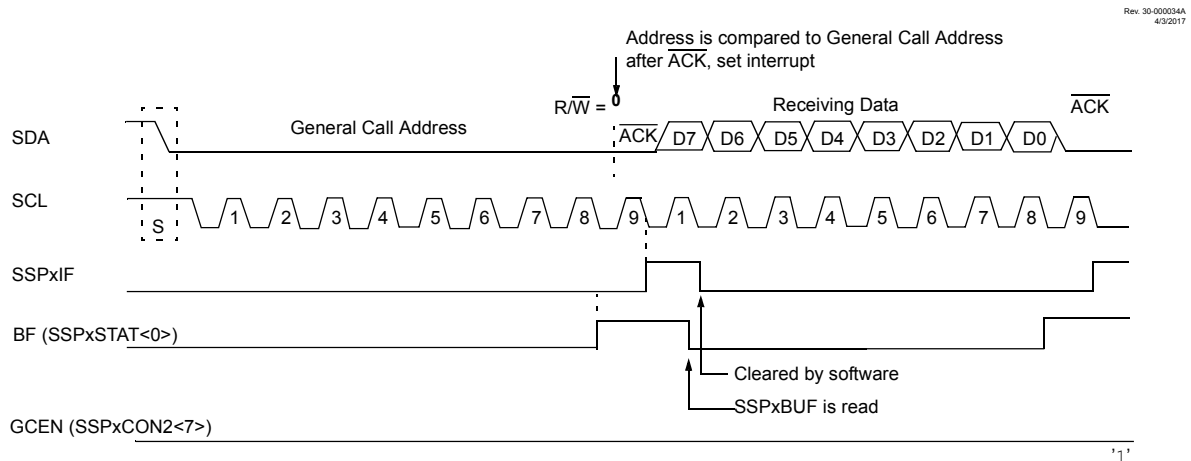 Rev. 30-000034A
4/3/2017
Address is compared to General Call Address
after ACK, set interrupt
R/W = 0
Receiving Data
ACK
SDA
General Call Address
ACK D7 D6 D5 D4 D3 D2 D1 D0
SCL
S 1 2 3 4 5 6 7 8 9 1 2 3 4 5 6 7 8 9
SSPxIF
BF (SSPxSTAT<0>)
Cleared by software
SSPxBUF is read
GCEN (SSPxCON2<7>)
'1'